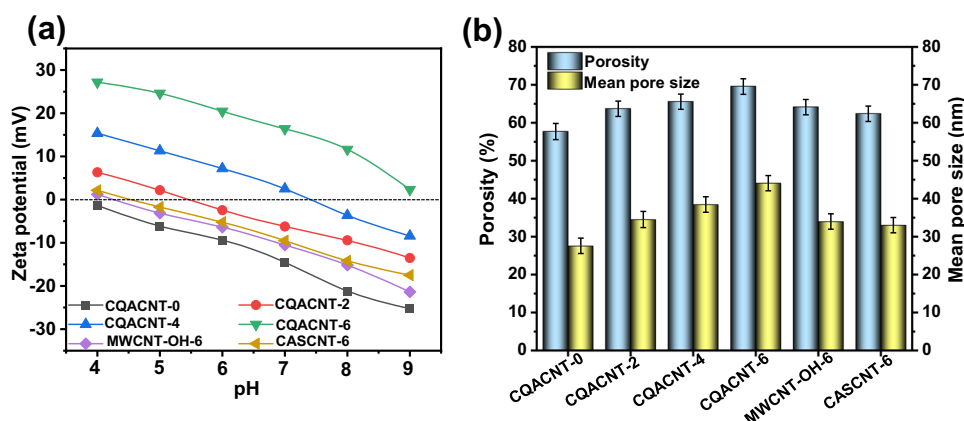 (a)
Zeta potential (mV)
30
20
10
0
-10
-20
-30
CQACNT-0
CQACNT-2
CQACNT-4
CQACNT-6
MWCNT-OH-6
CASCNT-6
4 5 6 7 8 9
pH
(b)
Porosity (%)
80
70
60
50
40
30
20
10
0
Porosity
Mean pore size
80
70
60
50
40
30
20
10
0
Mean pore size (nm)
CQACNT-0
CQACNT-2
CQACNT-4
CQACNT-6
MWCNT-OH-6
CASCNT-6